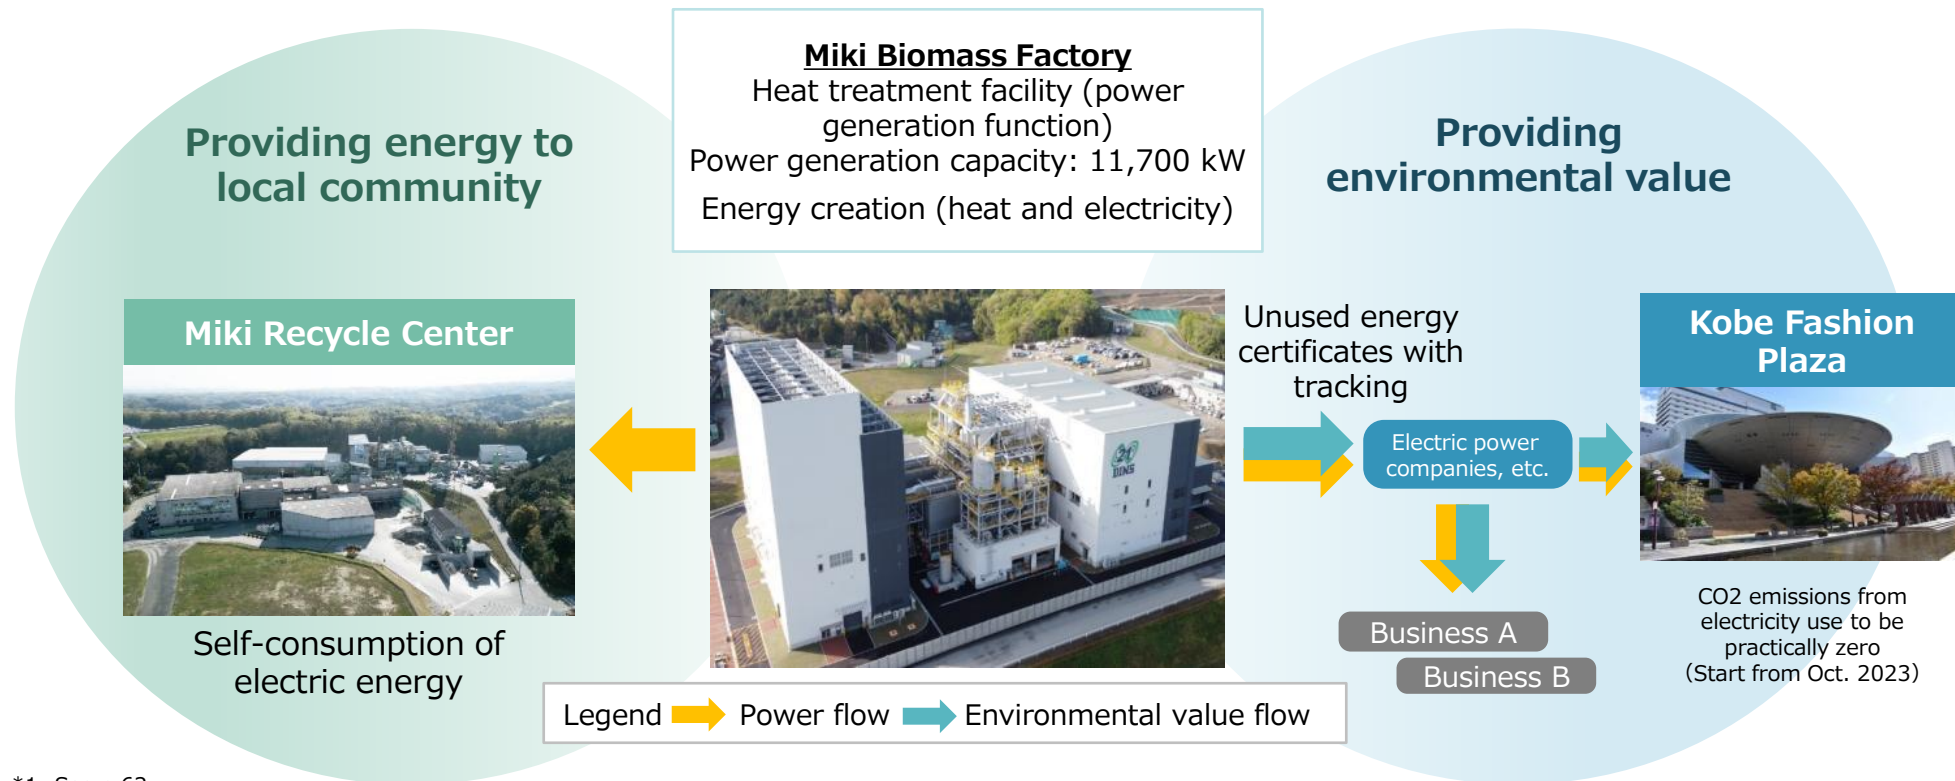 Miki Biomass Factory
Heat treatment facility (power
generation function)
Power generation capacity: 11,700 kW
Energy creation (heat and electricity)
Providing energy to
local community
Providing
environmental value
Miki Recycle Center
Self-consumption of
electric energy
21
DINS
Unused energy
certificates with
tracking
Electric power
companies, etc.
Business A
Business B
Kobe Fashion
Plaza
CO2 emissions from
electricity use to be
practically zero
(Start from Oct. 2023)
Legend Power flow Environmental value flow